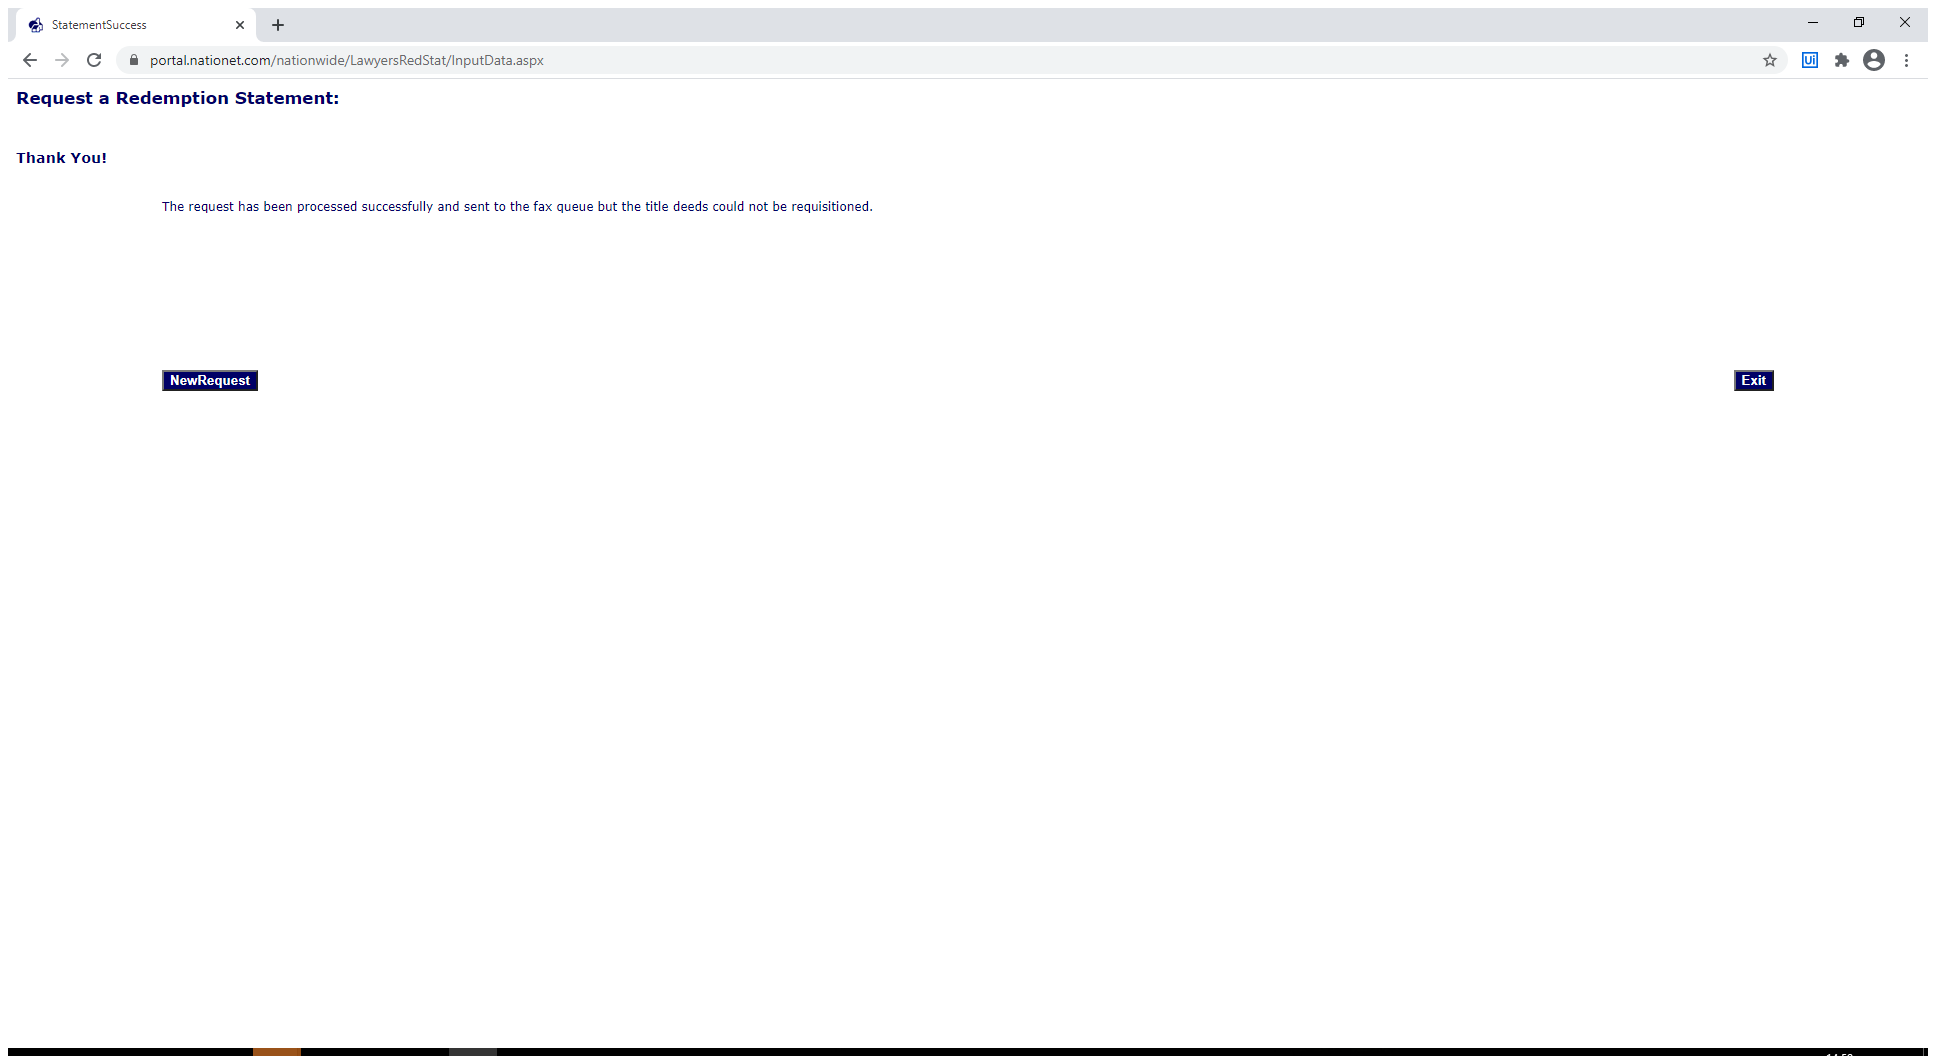 StatementSuccess
portal.nationet.com/nationwide/LawyersRedStat/InputData.aspx
Ui
Request a Redemption Statement:
Thank You!
The request has been processed successfully and sent to the fax queue but the title deeds could not be requisitioned.
NewRequest
Exit